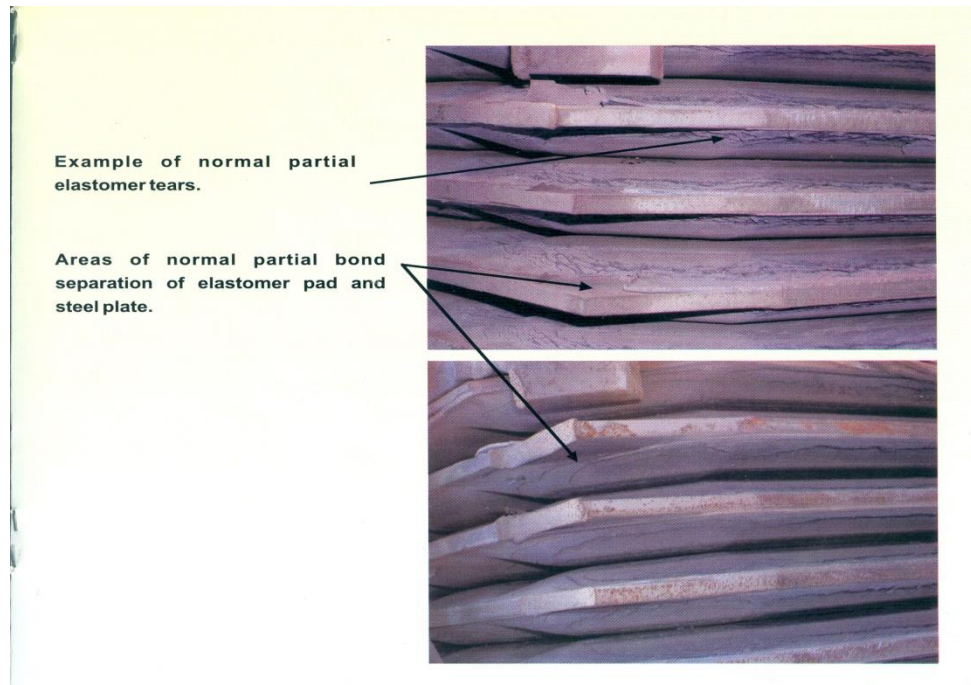 Example of normal partial
elastomer tears.
Areas of normal partial bond
separation of elastomer pad and
steel plate.